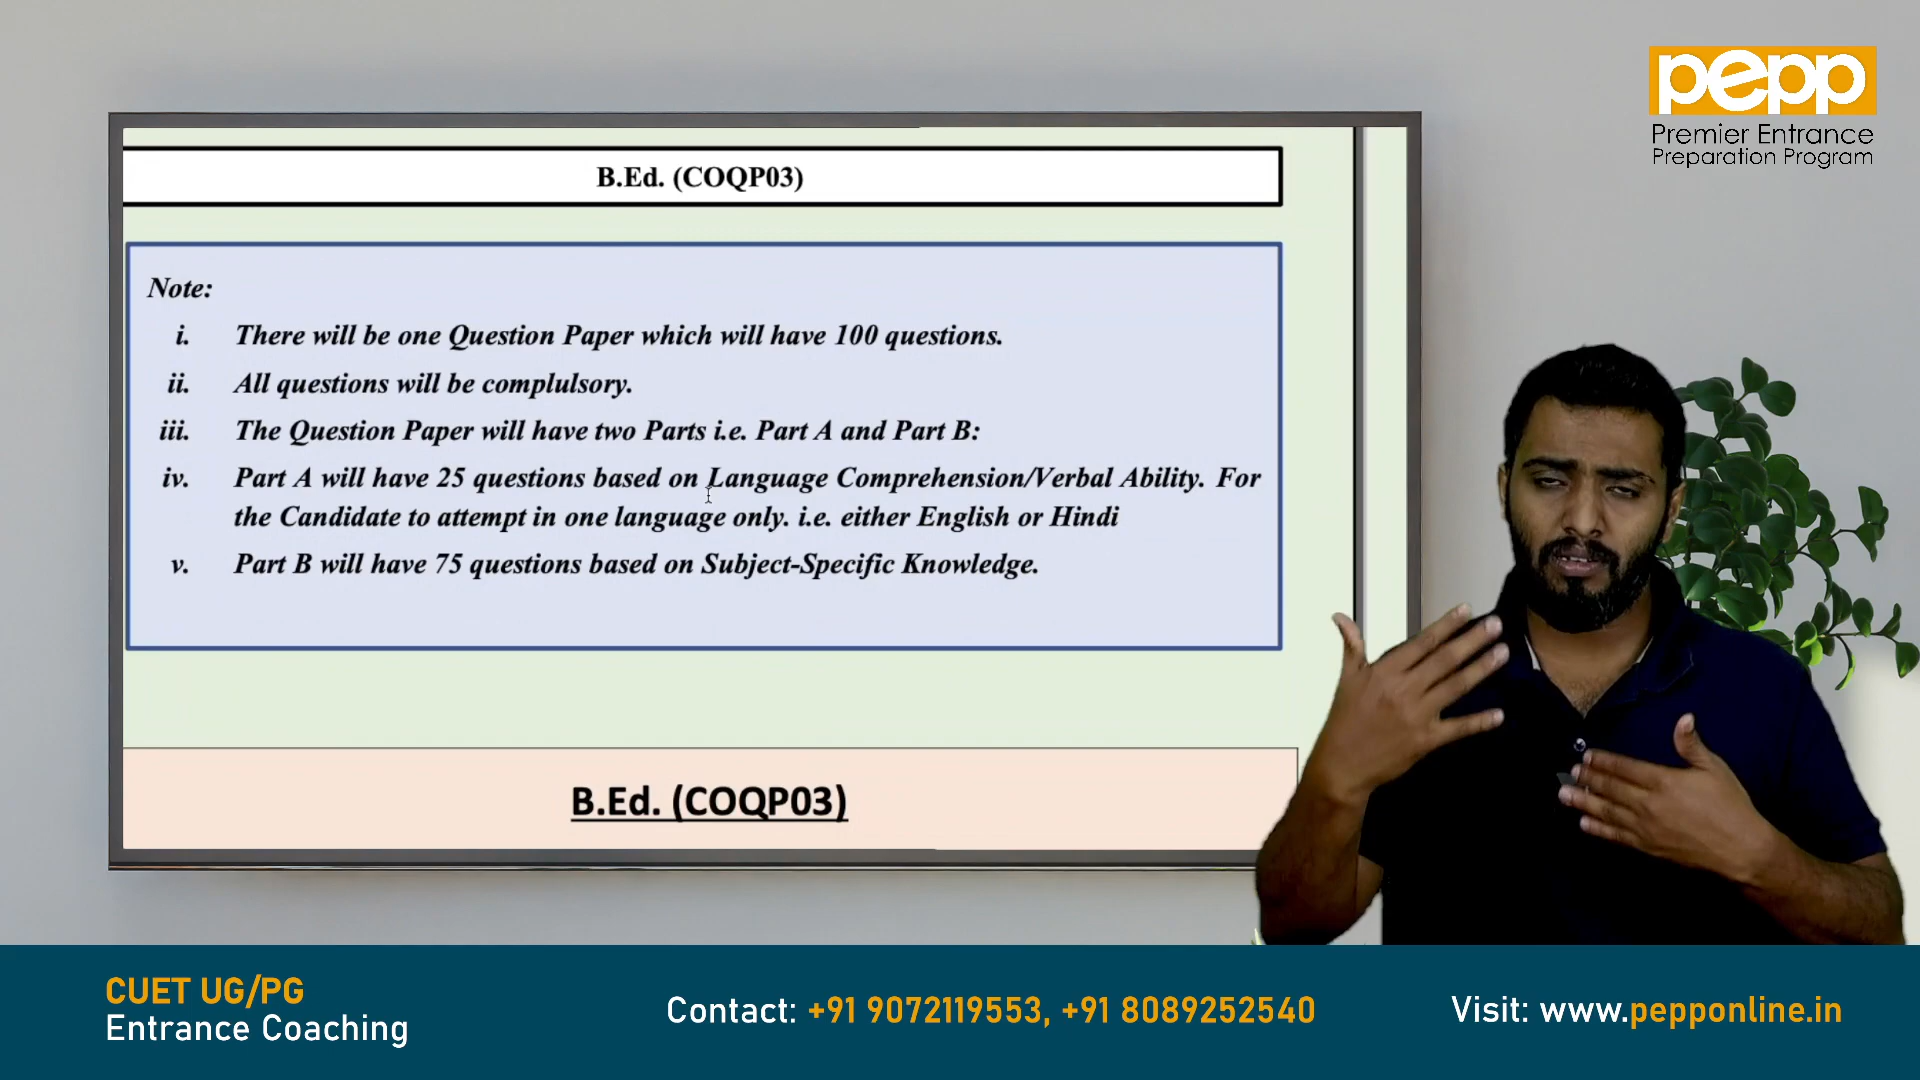 pepp
Premier Entrance
Preparation Program
B.Ed. (COQP03)
Note:
i. There will be one Question Paper which will have 100 questions.
ii. All questions will be complulsory.
iii. The Question Paper will have two Parts i.e. Part A and Part B:
iv. Part A will have 25 questions based on Language Comprehension/Verbal Ability. For
the Candidate to attempt in one language only. i.e. either English or Hindi
v. Part B will have 75 questions based on Subject-Specific Knowledge.
B.Ed. (COQP03)
CUET UG/PG
Entrance Coaching
Contact: +91 9072119553, +91 8089252540
Visit: www.pepponline.in